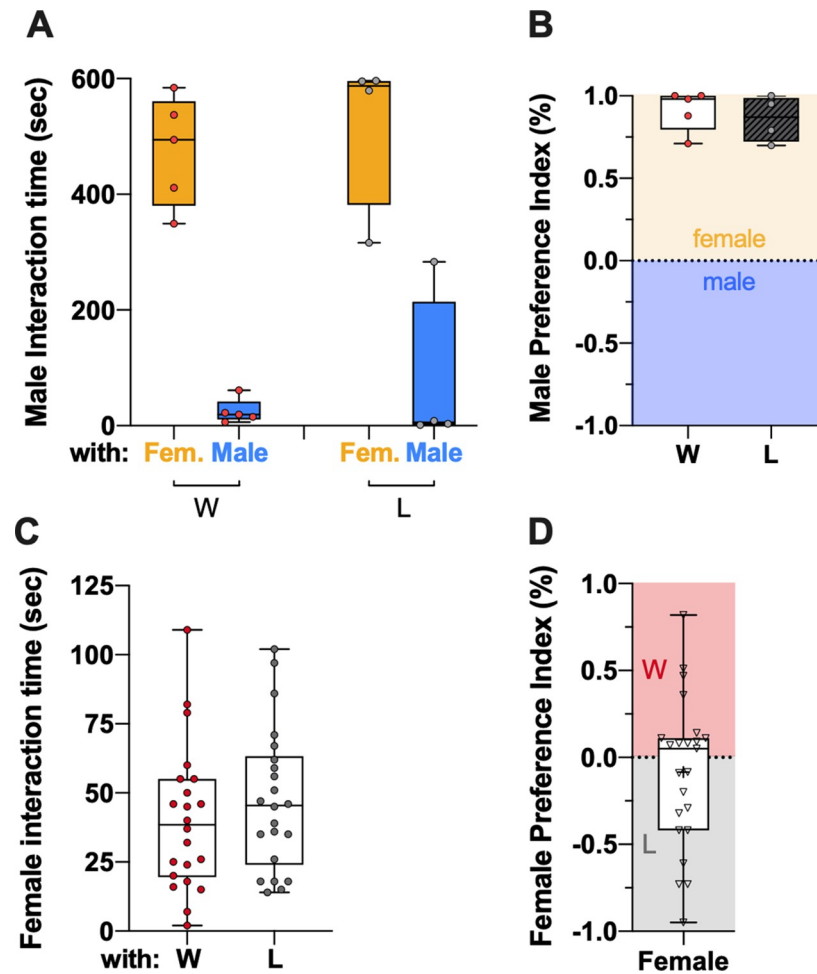 A
Male Interaction time (sec)
600
400
200
0
with: Fem. Male Fem. Male
W L
B
Male Preference Index (%)
1.0
0.5
0.0
-0.5
-1.0
female
male
W L
C
Female interaction time (sec)
125
100
75
50
25
0
with: W L
D
Female Preference Index (%)
1.0
0.5
0.0
-0.5
-1.0
W
L
Female